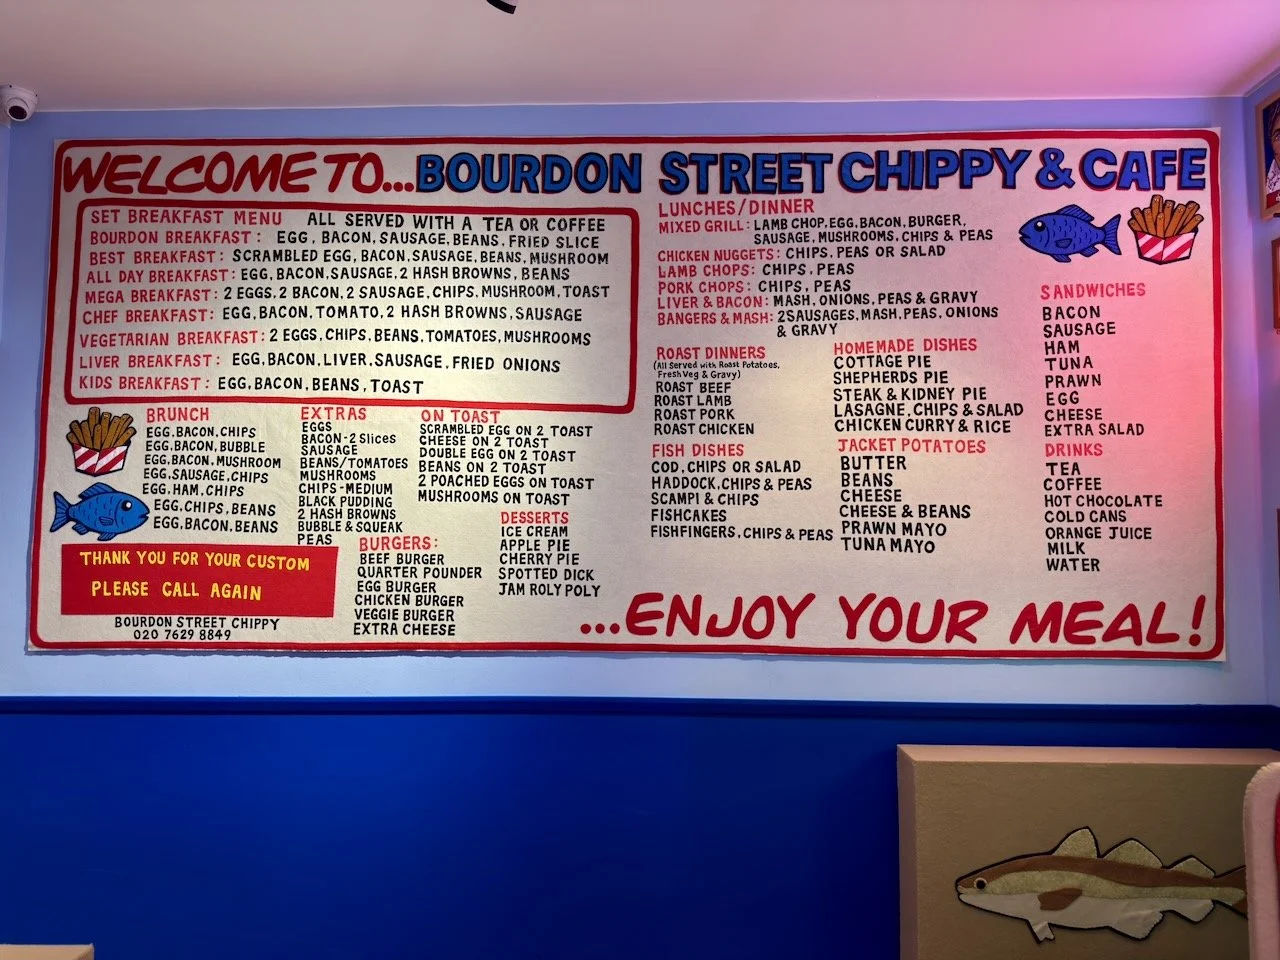 WELCOME TO... BOURDON STREET CHIPPY & CAFE
SET BREAKFAST MENU ALL SERVED WITH A TEA OR COFFEE
BOURDON BREAKFAST: EGG, BACON, SAUSAGE, BEANS, FRIED SLICE
BEST BREAKFAST: SCRAMBLED EGG, BACON, SAUSAGE, BEANS, MUSHROOM
ALL DAY BREAKFAST: EGG, BACON, SAUSAGE, 2 HASH BROWNS, BEANS
MEGA BREAKFAST: 2 EGGS, 2 BACON, 2 SAUSAGE, CHIPS, MUSHROOM, TOAST
CHEF BREAKFAST: EGG, BACON, TOMATO, 2 HASH BROWNS, SAUSAGE
VEGETARIAN BREAKFAST: 2 EGGS, CHIPS, BEANS, TOMATOES, MUSHROOMS
LIVER BREAKFAST: EGG, BACON, LIVER, SAUSAGE, FRIED ONIONS
KIDS BREAKFAST: EGG, BACON, BEANS, TOAST
BRUNCH
EGG, BACON, CHIPS
EGG, BACON, BUBBLE
EGG, BACON, MUSHROOM
EGG, SAUSAGE, CHIPS
EGG, HAM, CHIPS
EGG, CHIPS, BEANS
EGG, BACON, BEANS
THANK YOU FOR YOUR CUSTOM
PLEASE CALL AGAIN
BOURDON STREET CHIPPY
020 7629 8849
EXTRAS
EGGS
BACON-2 Slices
SAUSAGE
BEANS/TOMATOES
MUSHROOMS
CHIPS-MEDIUM
BLACK PUDDING
2 HASH BROWNS
BUBBLE & SQUEAK
PEAS
ON TOAST
SCRAMBLED EGG ON 2 TOAST
CHEESE ON 2 TOAST
DOUBLE EGG ON 2 TOAST
BEANS ON 2 TOAST
2 POACHED EGGS ON TOAST
MUSHROOMS ON TOAST
BURGERS:
BEEF BURGER
QUARTER POUNDER
EGG BURGER
CHICKEN BURGER
VEGGIE BURGER
EXTRA CHEESE
DESSERTS
ICE CREAM
APPLE PIE
CHERRY PIE
SPOTTED DICK
JAM ROLY POLY
LUNCHES/DINNER
MIXED GRILL: LAMB CHOP, EGG, BACON, BURGER,
SAUSAGE, MUSHROOMS, CHIPS & PEAS
CHICKEN NUGGETS: CHIPS, PEAS OR SALAD
LAMB CHOPS: CHIPS, PEAS
PORK CHOPS: CHIPS, PEAS
LIVER & BACON: MASH, ONIONS, PEAS & GRAVY
BANGERS & MASH: 2 SAUSAGES, MASH, PEAS, ONIONS
& GRAVY
ROAST DINNERS
(All Served with Roast Potatoes,
Fresh Veg & Gravy)
ROAST BEEF
ROAST LAMB
ROAST PORK
ROAST CHICKEN
FISH DISHES
COD, CHIPS OR SALAD
HADDOCK, CHIPS & PEAS
SCAMPI & CHIPS
FISHCAKES
FISHFINGERS, CHIPS & PEAS
HOMEMADE DISHES
COTTAGE PIE
SHEPHERDS PIE
STEAK & KIDNEY PIE
LASAGNE, CHIPS & SALAD
CHICKEN CURRY & RICE
JACKET POTATOES
BUTTER
BEANS
CHEESE
CHEESE & BEANS
PRAWN MAYO
TUNA MAYO
SANDWICHES
BACON
SAUSAGE
HAM
TUNA
PRAWN
EGG
CHEESE
EXTRA SALAD
DRINKS
TEA
COFFEE
HOT CHOCOLATE
COLD CANS
ORANGE JUICE
MILK
WATER
...ENJOY YOUR MEAL!